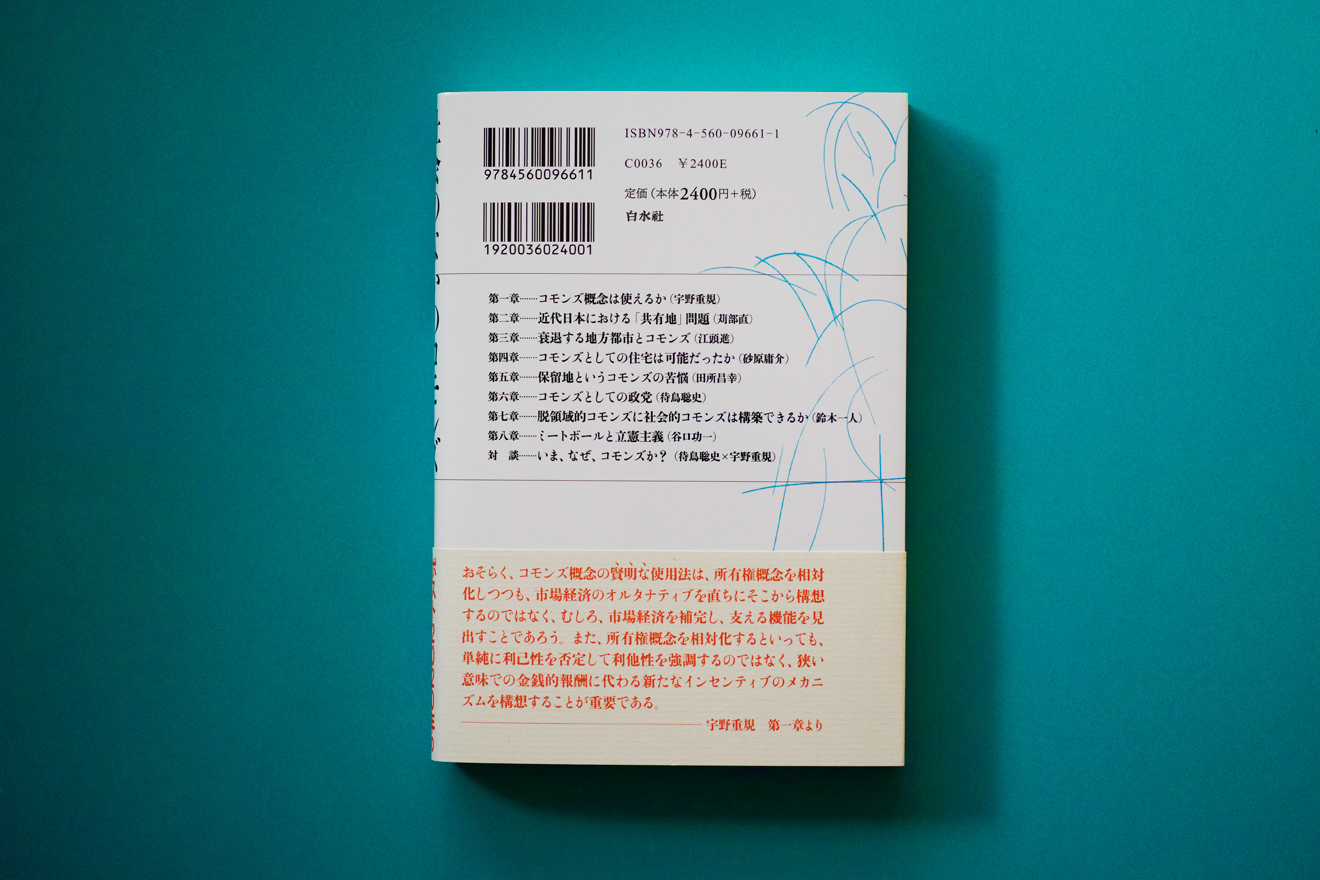 ISBN978-4-560-09661-1
9784560096611
C0036 ¥2400E
定価(本体2400円+税)
白水社
1920036024001
第一章……コモンズ概念は使えるか(宇野重規)
第二章……近代日本における「共有地」問題(苅部直)
第三章……衰退する地方都市とコモンズ(江頭進)
第四章……コモンズとしての住宅は可能だったか(砂原庸介)
第五章……保留地というコモンズの苦悩(田所昌幸)
第六章……コモンズとしての政党(待鳥聡史)
第七章……脱領域的コモンズに社会的コモンズは構築できるか(鈴木一人)
第八章……ミートボールと立憲主義(谷口功一)
対 談……いま、なぜ、コモンズか?(待鳥聡史×宇野重規)
おそらく、コモンズ概念の賢明な使用法は、所有権概念を相対
化しつつも、市場経済のオルタナティブを直ちにそこから構想
するのではなく、むしろ、市場経済を補完し、支える機能を見
出すことであろう。また、所有権概念を相対化するといっても、
単純に利己性を否定して利他性を強調するのではなく、狭い
意味での金銭的報酬に代わる新たなインセンティブのメカニ
ズムを構想することが重要である。
宇野重規 第一章より